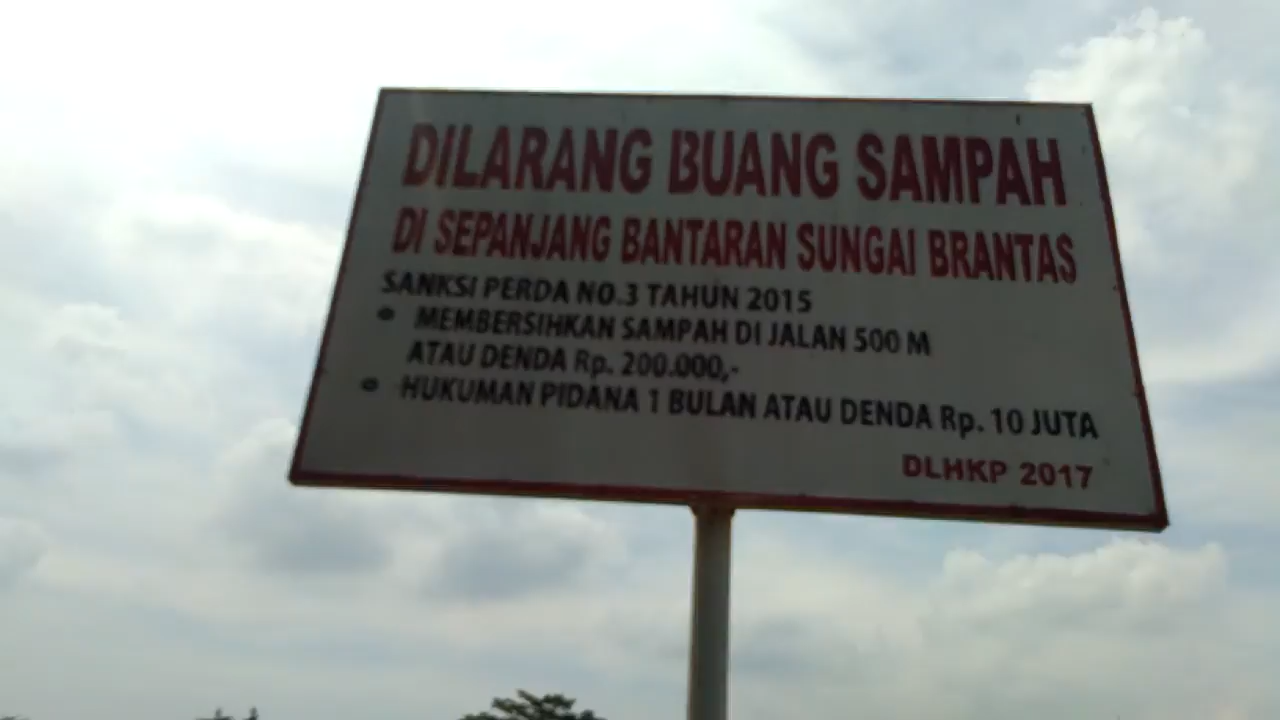 DILARANG BUANG SAMPAH
DI SEPANJANG BANTARAN SUNGAI BRANTAS
SANKSI PERDA NO.3 TAHUN 2015
• MEMBERSIHKAN SAMPAH DI JALAN 500 M
ATAU DENDA Rp. 200.000,-
• HUKUMAN PIDANA 1 BULAN ATAU DENDA Rp. 10 JUTA
DLHKP 2017